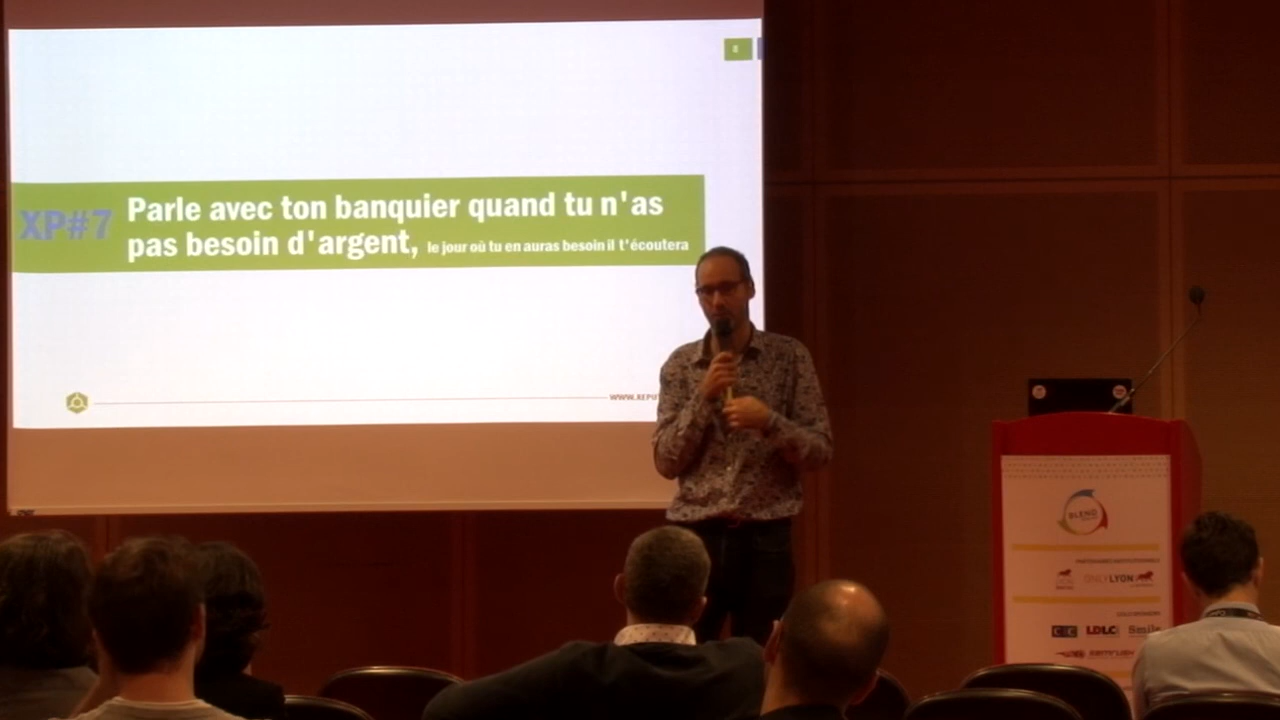 8
XP#7
Parle avec ton banquier quand tu n'as
pas besoin d'argent, le jour où tu en auras besoin il t'écoutera
BLEND
ONLYLYON
LDLC
Smile